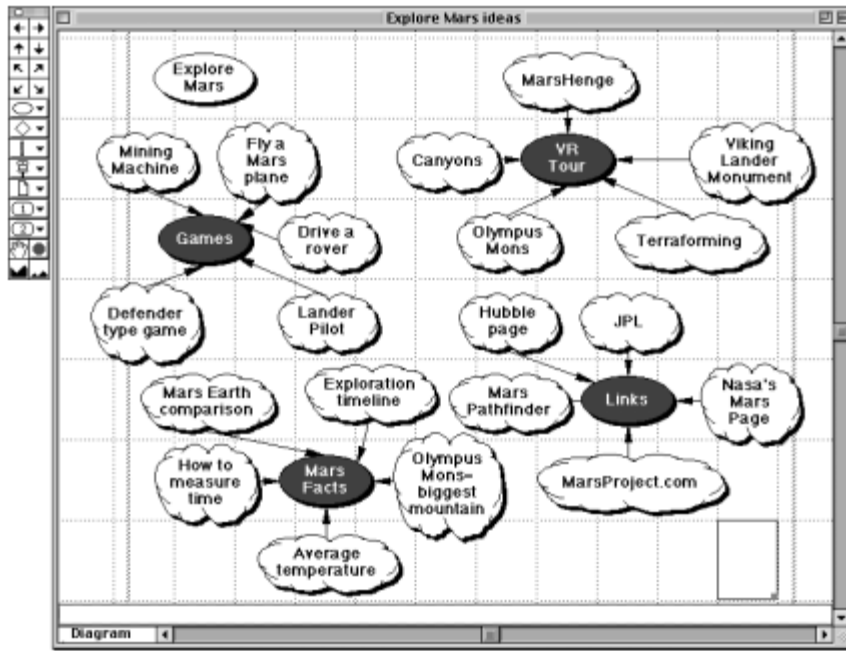 Explore Mars ideas
Explore
Mars
MarsHenge
Mining
Machine
Fly a
Mars
plane
Canyons
VR
Tour
Viking
Lander
Monument
Games
Drive a
rover
Olympus
Mons
Terraforming
Defender
type game
Lander
Pilot
Hubble
page
JPL
Mars Earth
comparison
Exploration
timeline
Mars
Pathfinder
Links
Nasa's
Mars
Page
How to
measure
time
Mars
Facts
Olympus
Mons-
biggest
mountain
MarsProject.com
Average
temperature
1
2
Diagram